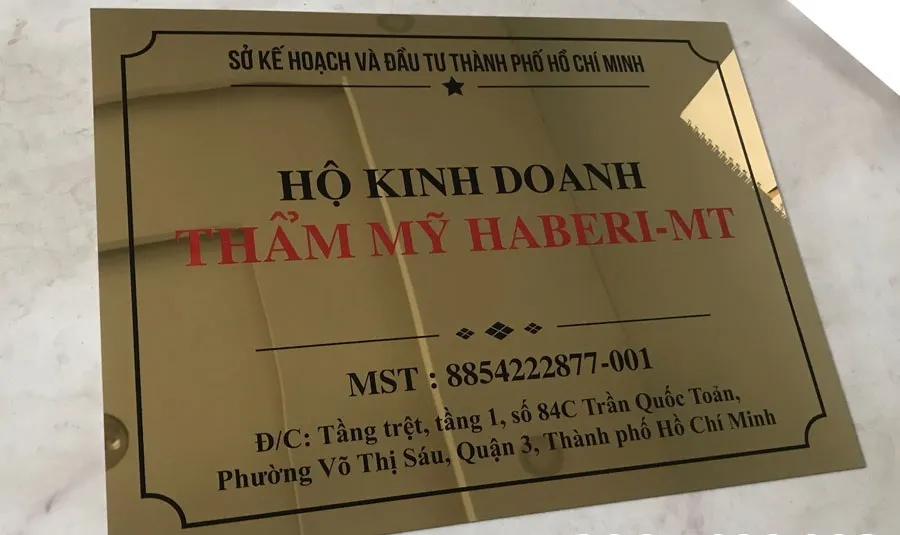 SỞ KẾ HOẠCH VÀ ĐẦU TƯ THÀNH PHỐ HỒ CHÍ MINH
HỘ KINH DOANH
THẨM MỸ HABERI-MT
MST : 8854222877-001
Đ/C: Tầng trệt, tầng 1, số 84C Trần Quốc Toản,
Phường Võ Thị Sáu, Quận 3, Thành phố Hồ Chí Minh